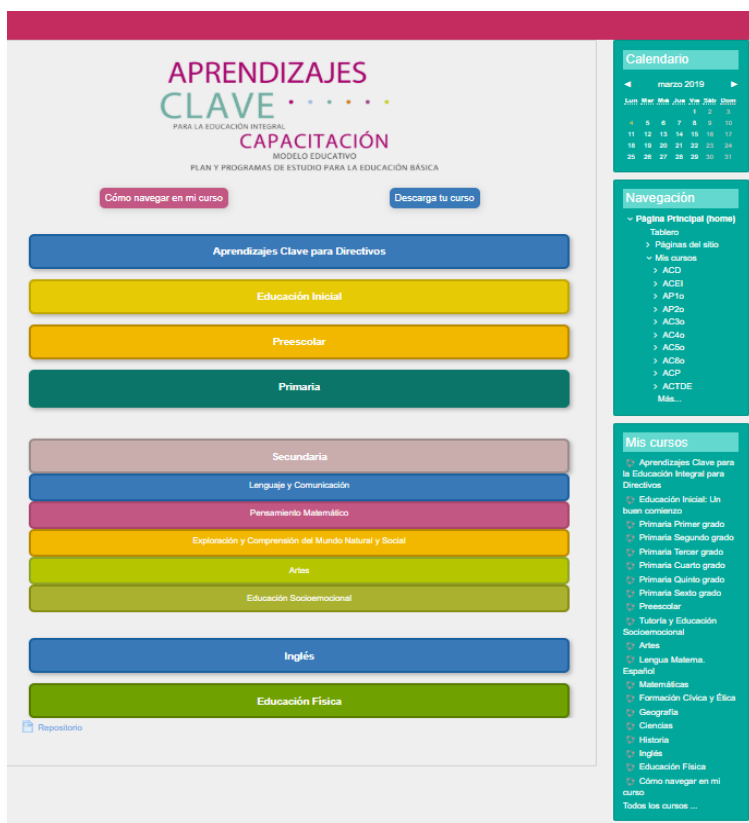 APRENDIZAJES
CLAVE
PARA LA EDUCACIÓN INTEGRAL
CAPACITACIÓN
MODELO EDUCATIVO
PLAN Y PROGRAMAS DE ESTUDIO PARA LA EDUCACIÓN BÁSICA
Cómo navegar en mi curso
Descarga tu curso
Aprendizajes Clave para Directivos
Educación Inicial
Preescolar
Primaria
Secundaria
Lenguaje y Comunicación
Pensamiento Matemático
Exploración y Comprensión del Mundo Natural y Social
Artes
Educación Socioemocional
Inglés
Educación Física
Repositorio
Calendario
◄ marzo 2019 ►
Lun Mar Mié Jue Vie Sáb Dom
1 2 3
4 5 6 7 8 9 10
11 12 13 14 15 16 17
18 19 20 21 22 23 24
25 26 27 28 29 30 31
Navegación
Página Principal (home)
Tablero
Páginas del sitio
Mis cursos
ACD
ACEI
AP1o
AP2o
AC3o
AC4o
AC5o
AC6o
ACP
ACTDE
Más...
Mis cursos
Aprendizajes Clave para
la Educación Integral para
Directivos
Educación Inicial: Un
buen comienzo
Primaria Primer grado
Primaria Segundo grado
Primaria Tercer grado
Primaria Cuarto grado
Primaria Quinto grado
Primaria Sexto grado
Preescolar
Tutoría y Educación
Socioemocional
Artes
Lengua Materna.
Español
Matemáticas
Formación Cívica y Ética
Geografía
Ciencias
Historia
Inglés
Educación Física
Cómo navegar en mi
curso
Todos los cursos ...